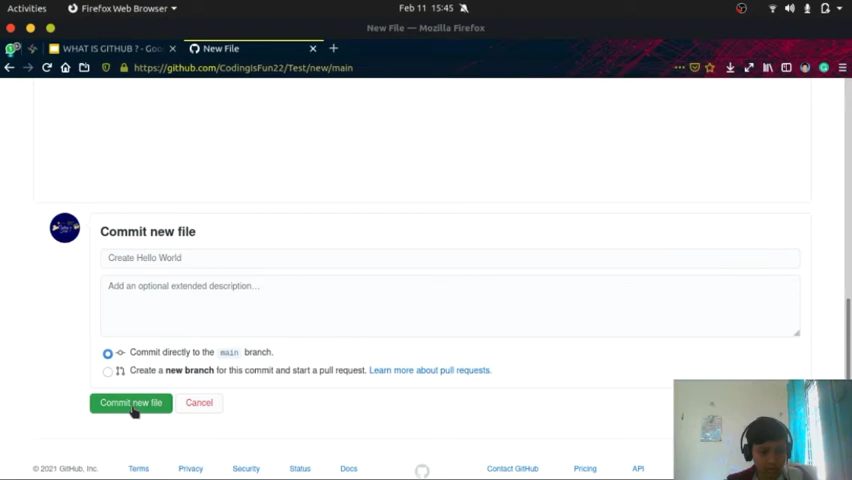 Activities
Firefox Web Browser
Feb 11 15:45
New File — Mozilla Firefox
WHAT IS GITHUB ? - Goo
New File
https://github.com/CodingIsFun22/Test/new/main
Commit new file
Create Hello World
Add an optional extended description…
Commit directly to the main branch.
Create a new branch for this commit and start a pull request. Learn more about pull requests.
Commit new file
Cancel
© 2021 GitHub, Inc.
Terms
Privacy
Security
Status
Docs
Contact GitHub
Pricing
API